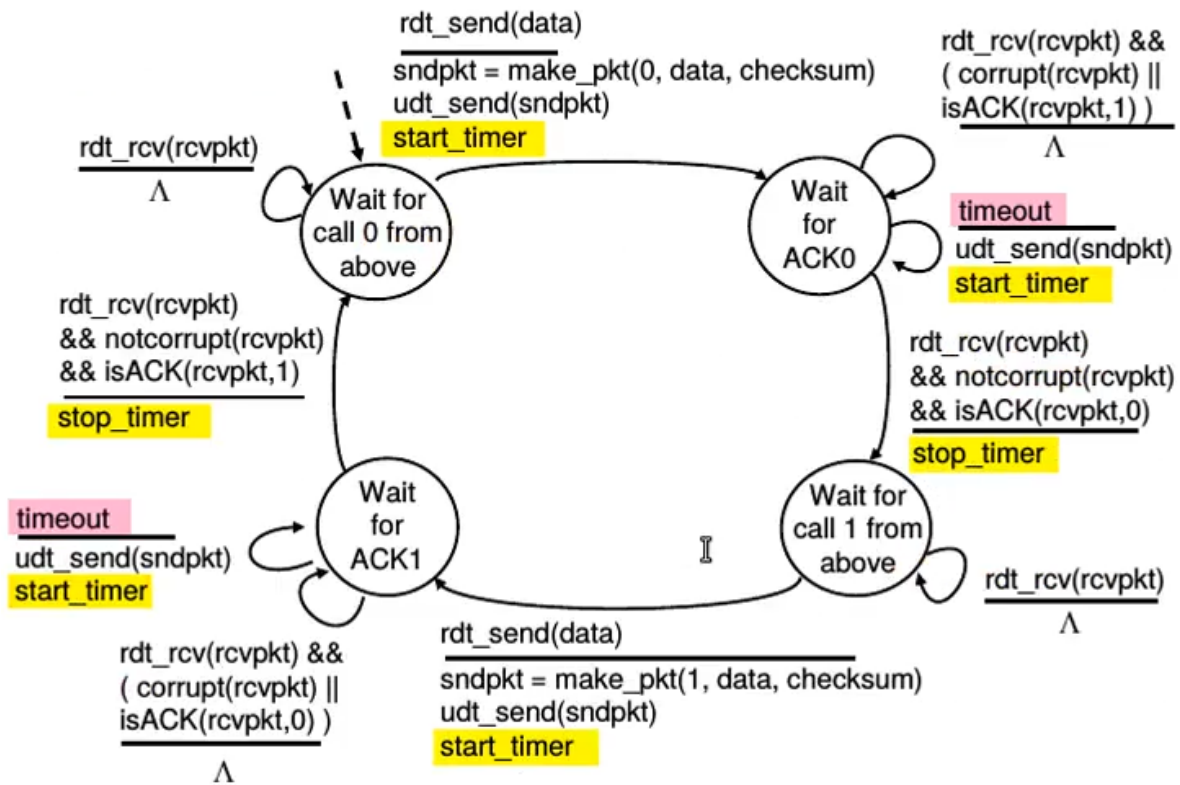 rdt_send(data)
sndpkt = make_pkt(0, data, checksum)
udt_send(sndpkt)
start_timer
rdt_rcv(rcvpkt) &&
( corrupt(rcvpkt) ||
isACK(rcvpkt,1) )
Λ
rdt_rcv(rcvpkt)
Λ
Wait for
call 0 from
above
Wait
for
ACK0
timeout
udt_send(sndpkt)
start_timer
rdt_rcv(rcvpkt)
&& notcorrupt(rcvpkt)
&& isACK(rcvpkt,1)
stop_timer
rdt_rcv(rcvpkt)
&& notcorrupt(rcvpkt)
&& isACK(rcvpkt,0)
stop_timer
Wait
for
ACK1
Wait for
call 1 from
above
timeout
udt_send(sndpkt)
start_timer
rdt_rcv(rcvpkt)
Λ
rdt_rcv(rcvpkt) &&
( corrupt(rcvpkt) ||
isACK(rcvpkt,0) )
Λ
rdt_send(data)
sndpkt = make_pkt(1, data, checksum)
udt_send(sndpkt)
start_timer